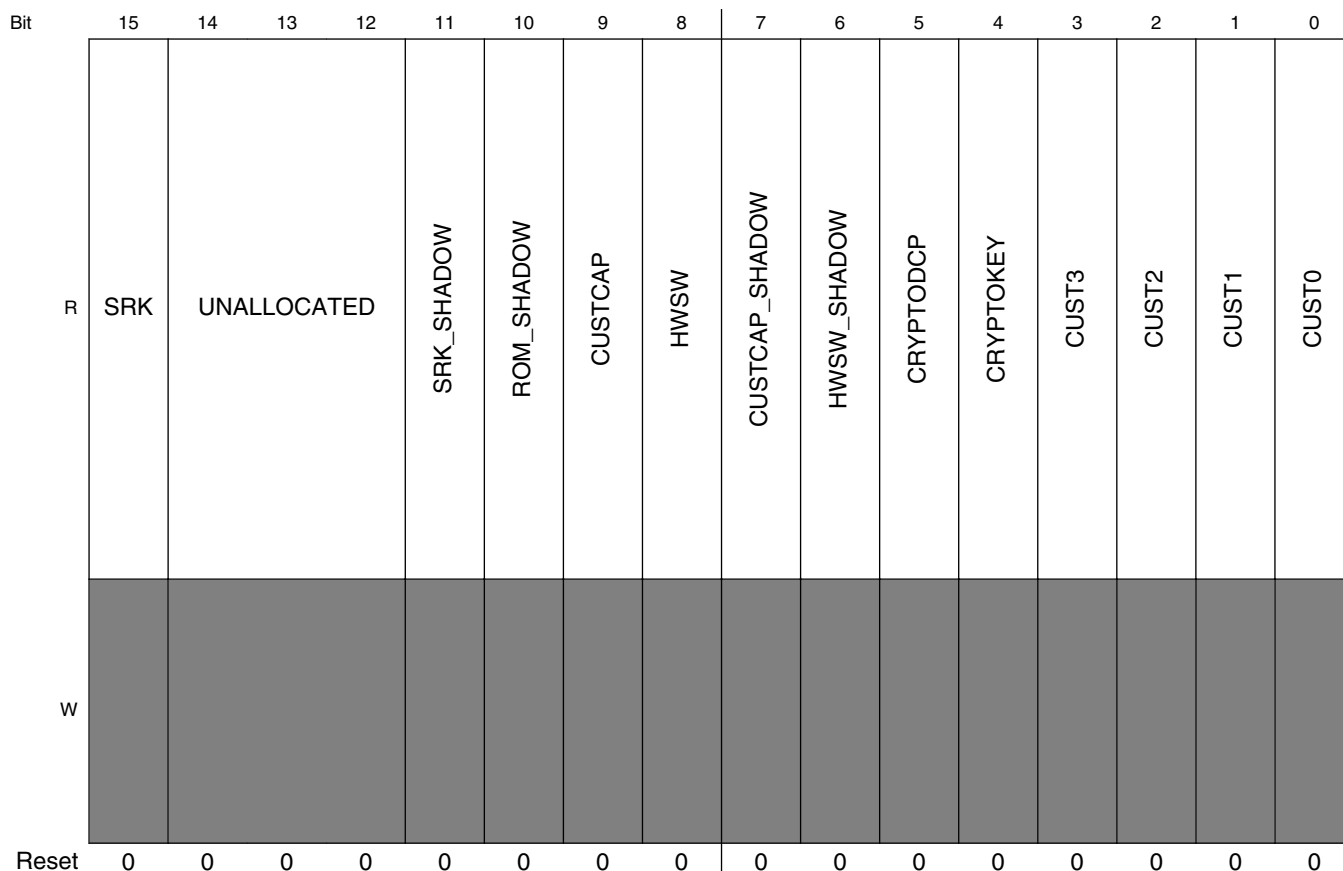 Bit 15 14 13 12 11 10 9 8 7 6 5 4 3 2 1 0
R SRK UNALLOCATED SRK_SHADOW ROM_SHADOW CUSTCAP HWSW CUSTCAP_SHADOW HWSW_SHADOW CRYPTODCP CRYPTOKEY CUST3 CUST2 CUST1 CUST0
W
Reset 0 0 0 0 0 0 0 0 0 0 0 0 0 0 0 0